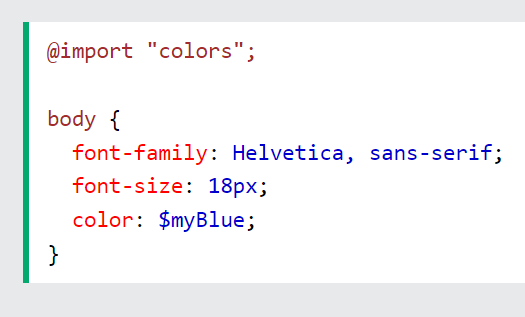 @import "colors";
body {
font-family: Helvetica, sans-serif;
font-size: 18px;
color: $myBlue;
}